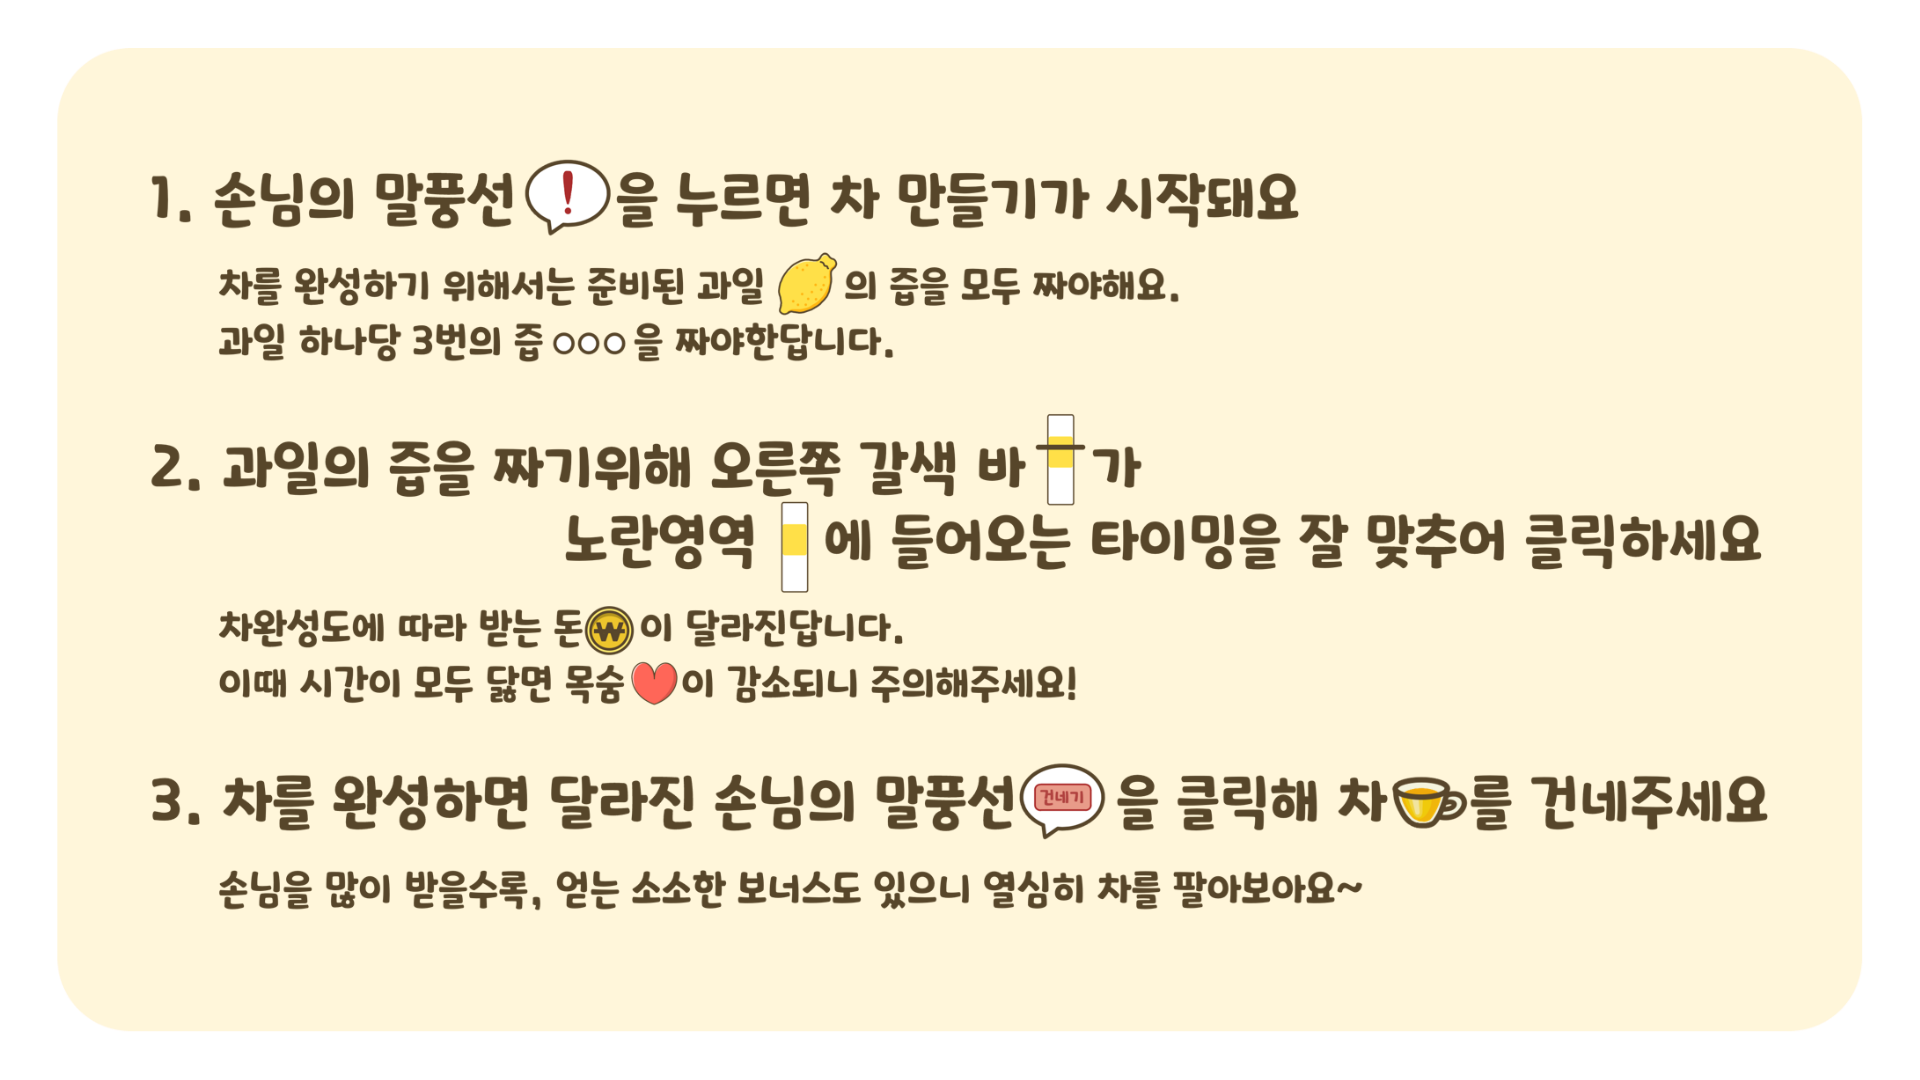 1. 손님의 말풍선 ! 을 누르면 차 만들기가 시작돼요
차를 완성하기 위해서는 준비된 과일 의 즙을 모두 짜야해요.
과일 하나당 3번의 즙 을 짜야한답니다.
2. 과일의 즙을 짜기위해 오른쪽 갈색 바 가
노란영역 에 들어오는 타이밍을 잘 맞추어 클릭하세요
차완성도에 따라 받는 돈 ₩ 이 달라진답니다.
이때 시간이 모두 닳면 목숨 이 감소되니 주의해주세요!
3. 차를 완성하면 달라진 손님의 말풍선 건네기 을 클릭해 차 를 건네주세요
손님을 많이 받을수록, 얻는 소소한 보너스도 있으니 열심히 차를 팔아보아요~